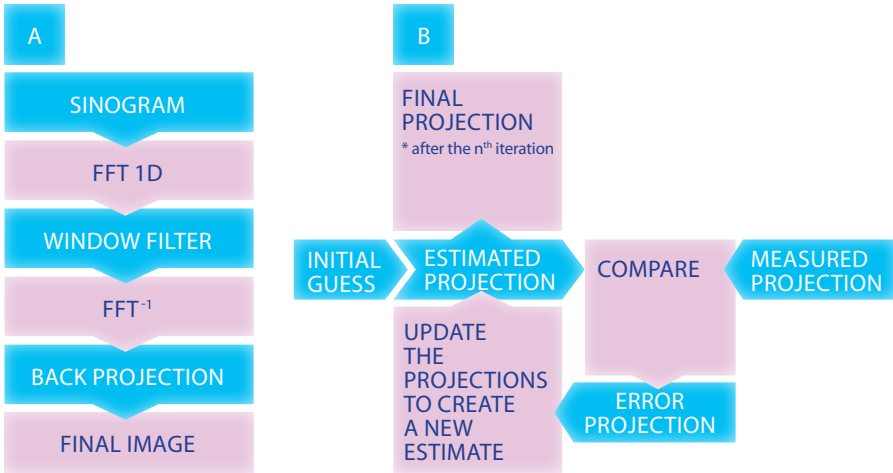 A
SINOGRAM
FFT 1D
WINDOW FILTER
FFT⁻¹
BACK PROJECTION
FINAL IMAGE
B
FINAL
PROJECTION
* after the nᵗʰ iteration
INITIAL
GUESS
ESTIMATED
PROJECTION
COMPARE
MEASURED
PROJECTION
ERROR
PROJECTION
UPDATE
THE
PROJECTIONS
TO CREATE
A NEW
ESTIMATE